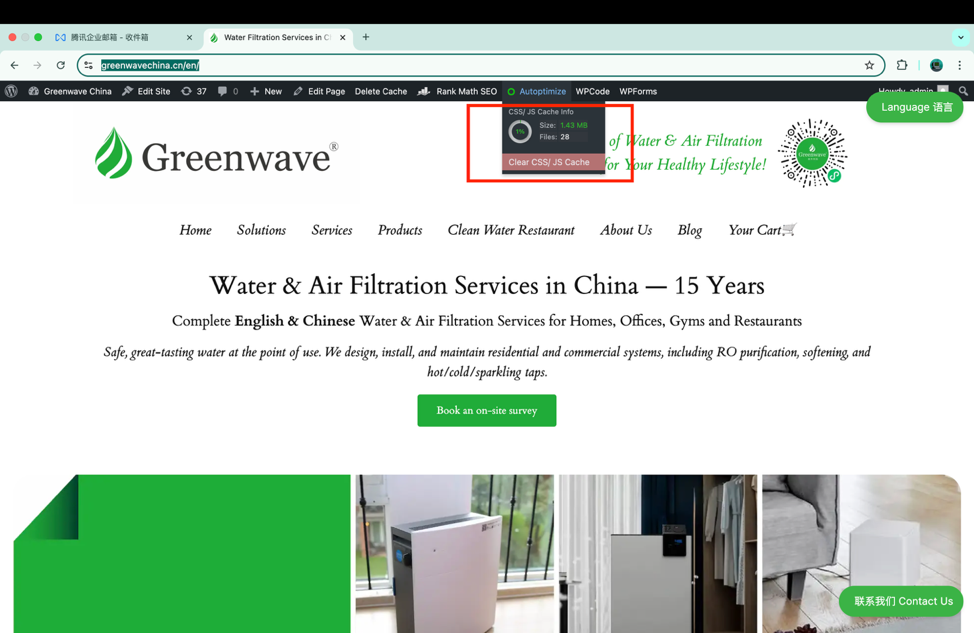 腾讯企业邮箱 - 收件箱
Water Filtration Services in C
greenwavechina.cn/en/
Greenwave China
Edit Site
37
0
New
Edit Page
Delete Cache
Rank Math SEO
Autoptimize
WPCode
WPForms
Howdy, admin
CSS/ JS Cache Info
1%
Size: 1.43 MB
Files: 28
Clear CSS/ JS Cache
Language 语言
Greenwave®
of Water & Air Filtration
for Your Healthy Lifestyle!
Greenwave
Home
Solutions
Services
Products
Clean Water Restaurant
About Us
Blog
Your Cart🛒
Water & Air Filtration Services in China — 15 Years
Complete English & Chinese Water & Air Filtration Services for Homes, Offices, Gyms and Restaurants
Safe, great-tasting water at the point of use. We design, install, and maintain residential and commercial systems, including RO purification, softening, and
hot/cold/sparkling taps.
Book an on-site survey
联系我们 Contact Us